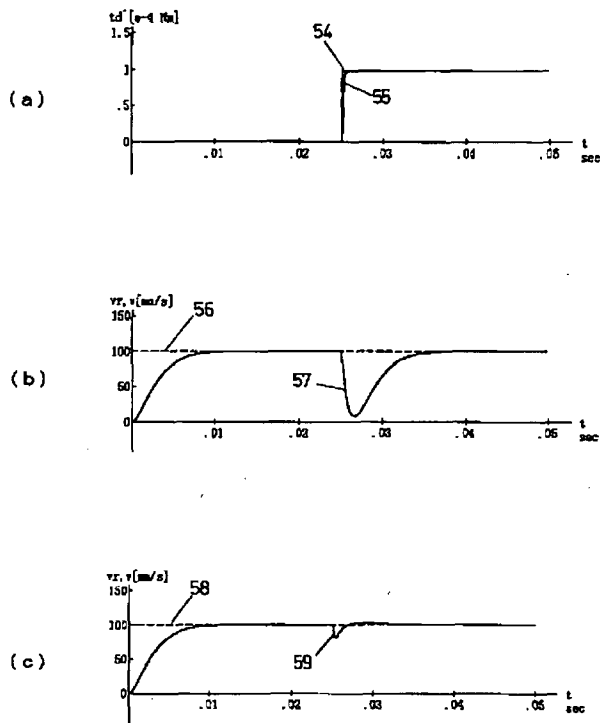 td^ [e-4 Nm]
1.5
54
1
(a)
.5
55
0
.01 .02 .03 .04 .05
t
sec
vr, v[mm/s]
56
150
100
(b)
50
57
0
.01 .02 .03 .04 .05
t
sec
vr, v[mm/s]
58
150
100
(c)
50
59
0
.01 .02 .03 .04 .05
t
sec